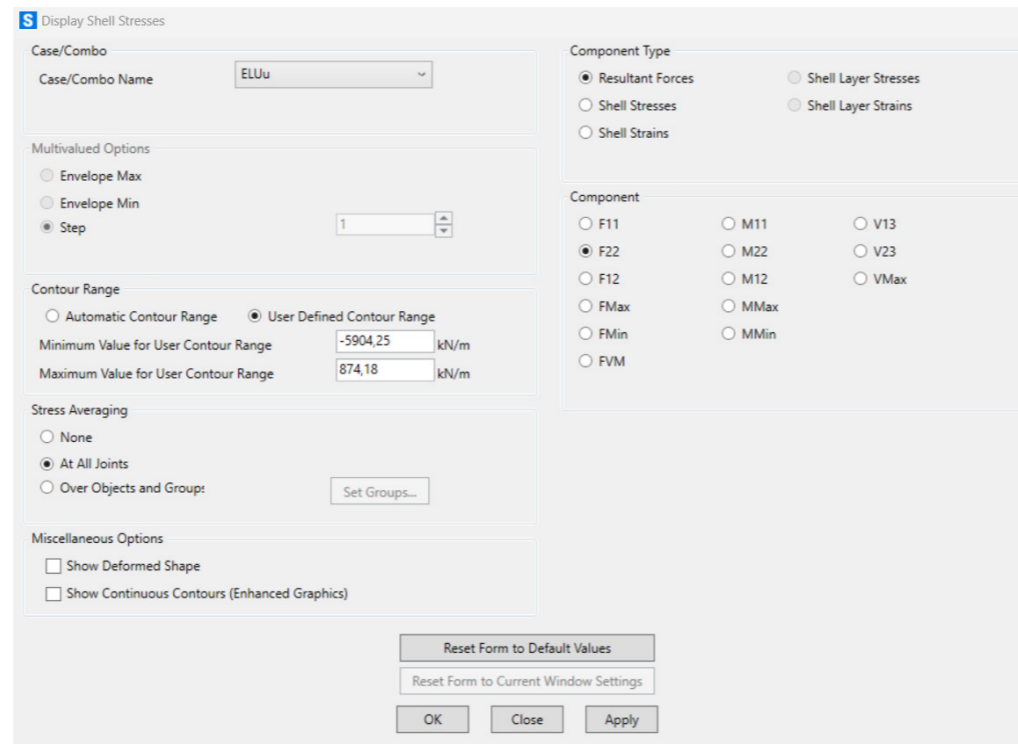 S Display Shell Stresses
Case/Combo
Case/Combo Name ELUu
Multivalued Options
Envelope Max
Envelope Min
Step 1
Contour Range
Automatic Contour Range User Defined Contour Range
Minimum Value for User Contour Range -5904,25 kN/m
Maximum Value for User Contour Range 874,18 kN/m
Stress Averaging
None
At All Joints
Over Objects and Groups Set Groups...
Miscellaneous Options
Show Deformed Shape
Show Continuous Contours (Enhanced Graphics)
Component Type
Resultant Forces Shell Layer Stresses
Shell Stresses Shell Layer Strains
Shell Strains
Component
F11 M11 V13
F22 M22 V23
F12 M12 VMax
FMax MMax
FMin MMin
FVM
Reset Form to Default Values
Reset Form to Current Window Settings
OK Close Apply